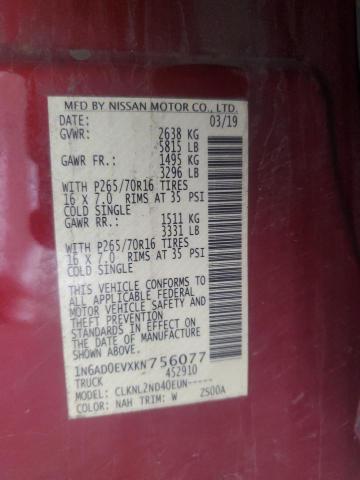 MFD BY NISSAN MOTOR CO., LTD.
DATE: 03/19
GVWR: 2638 KG
5815 LB
GAWR FR.: 1495 KG
3296 LB
WITH P265/70R16 TIRES
16 X 7.0 RIMS AT 35 PSI
COLD SINGLE
GAWR RR.: 1511 KG
3331 LB
WITH P265/70R16 TIRES
16 X 7.0 RIMS AT 35 PSI
COLD SINGLE
THIS VEHICLE CONFORMS TO
ALL APPLICABLE FEDERAL
MOTOR VEHICLE SAFETY AND
THEFT PREVENTION
STANDARDS IN EFFECT ON
THE DATE OF MANUFACTURE
SHOWN ABOVE.
1N6AD0EVXKN756077
TRUCK 452910
CLKNL2ND40EUN-----
COLOR: NAH TRIM: W 2S00A